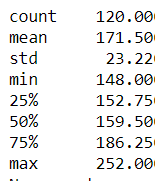 count 120.000
mean 171.500
std 23.220
min 148.000
25% 152.750
50% 159.500
75% 186.250
max 252.000